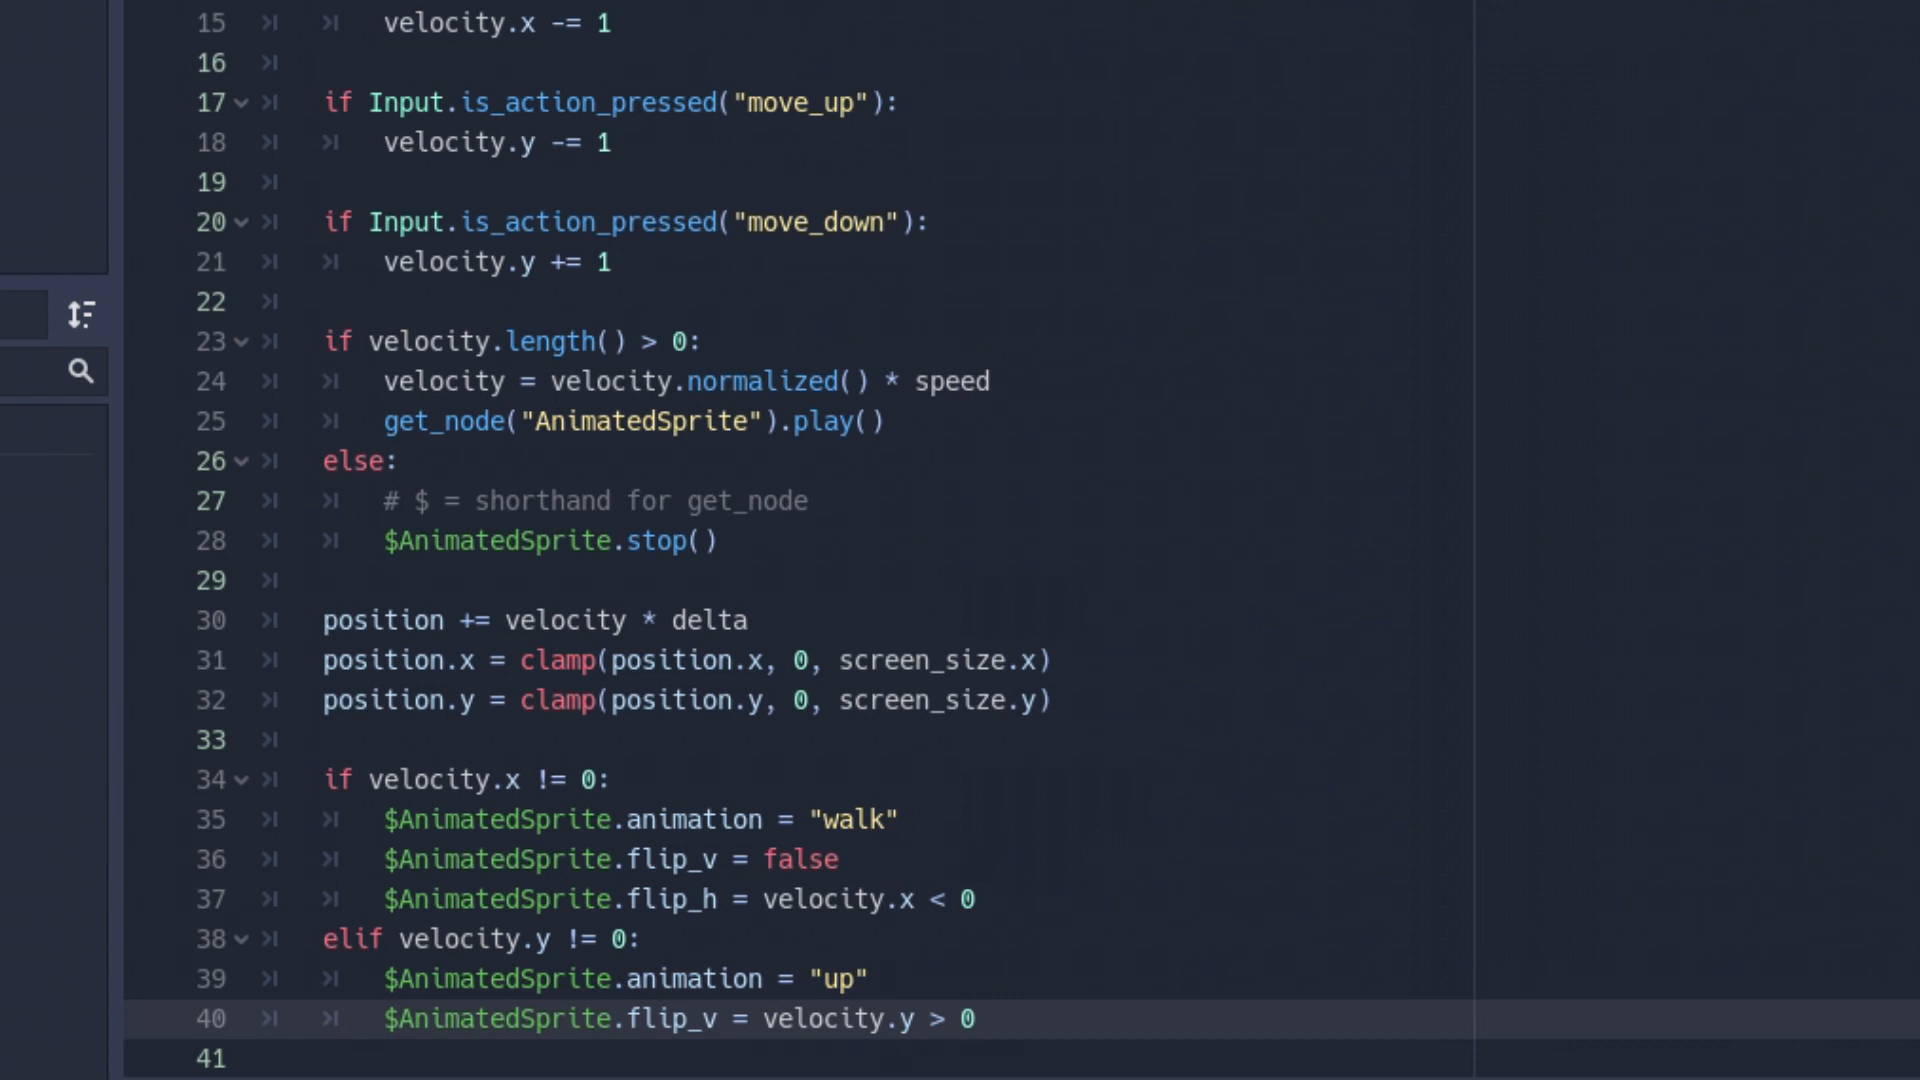 15 velocity.x -= 1
16
17 if Input.is_action_pressed("move_up"):
18 velocity.y -= 1
19
20 if Input.is_action_pressed("move_down"):
21 velocity.y += 1
22
23 if velocity.length() > 0:
24 velocity = velocity.normalized() * speed
25 get_node("AnimatedSprite").play()
26 else:
27 # $ = shorthand for get_node
28 $AnimatedSprite.stop()
29
30 position += velocity * delta
31 position.x = clamp(position.x, 0, screen_size.x)
32 position.y = clamp(position.y, 0, screen_size.y)
33
34 if velocity.x != 0:
35 $AnimatedSprite.animation = "walk"
36 $AnimatedSprite.flip_v = false
37 $AnimatedSprite.flip_h = velocity.x < 0
38 elif velocity.y != 0:
39 $AnimatedSprite.animation = "up"
40 $AnimatedSprite.flip_v = velocity.y > 0
41